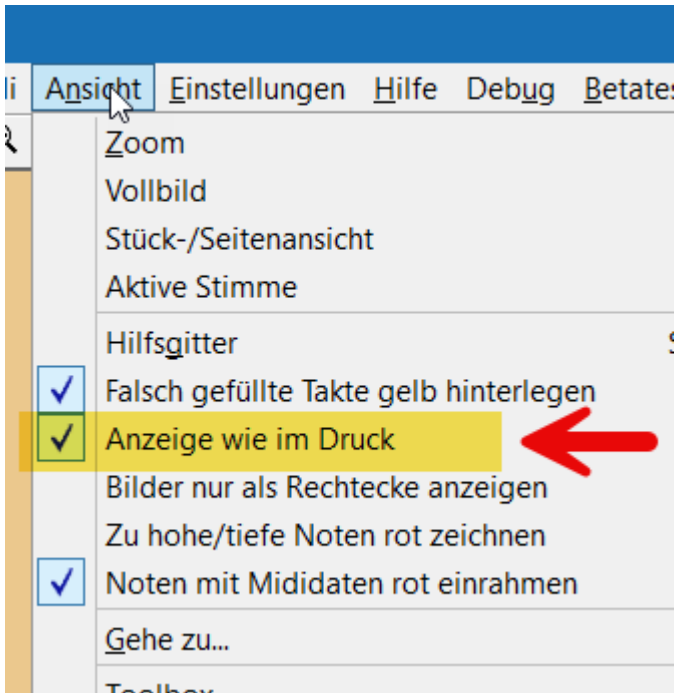 Ansicht Einstellungen Hilfe Debug
Zoom
Vollbild
Stück-/Seitenansicht
Aktive Stimme
Hilfsgitter
Falsch gefüllte Takte gelb hinterlegen
Anzeige wie im Druck
Bilder nur als Rechtecke anzeigen
Zu hohe/tiefe Noten rot zeichnen
Noten mit Mididaten rot einrahmen
Gehe zu...
Toolbox